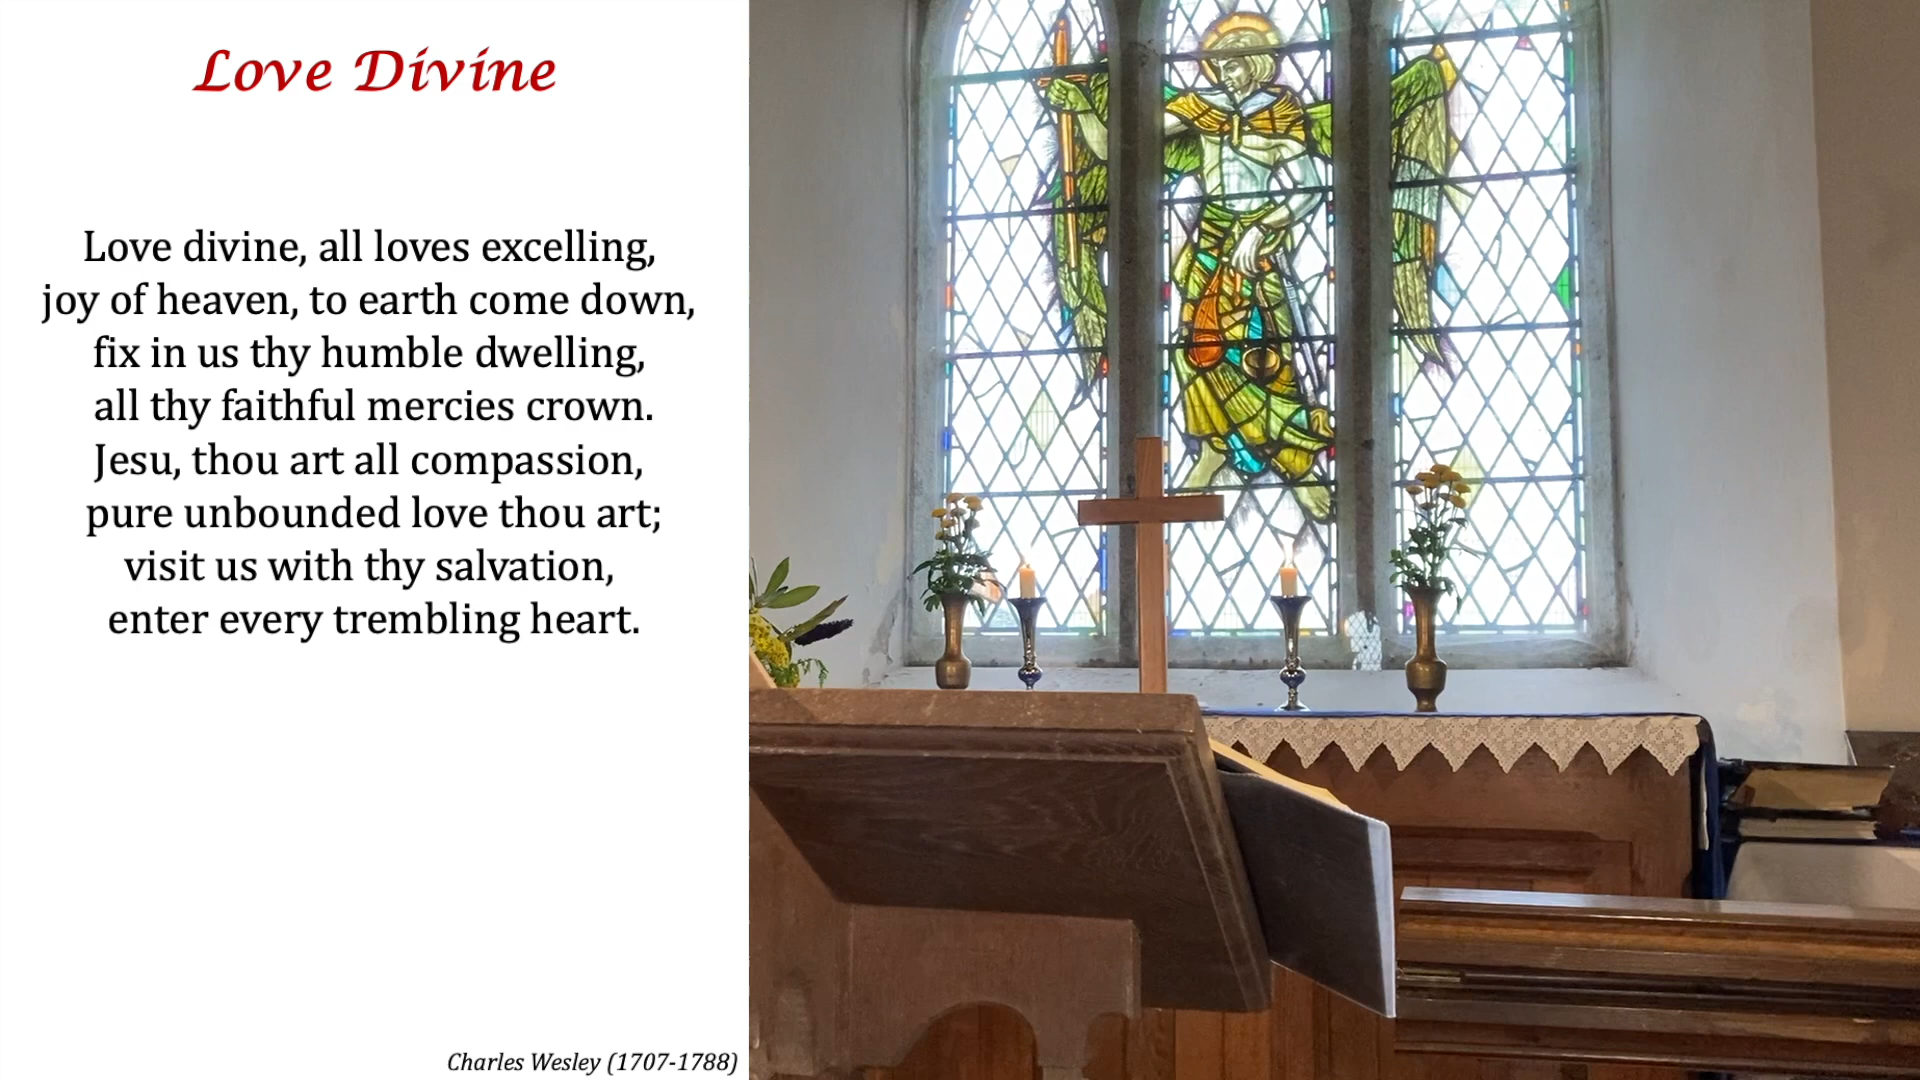 Love Divine
Love divine, all loves excelling,
joy of heaven, to earth come down,
fix in us thy humble dwelling,
all thy faithful mercies crown.
Jesu, thou art all compassion,
pure unbounded love thou art;
visit us with thy salvation,
enter every trembling heart.
Charles Wesley (1707-1788)